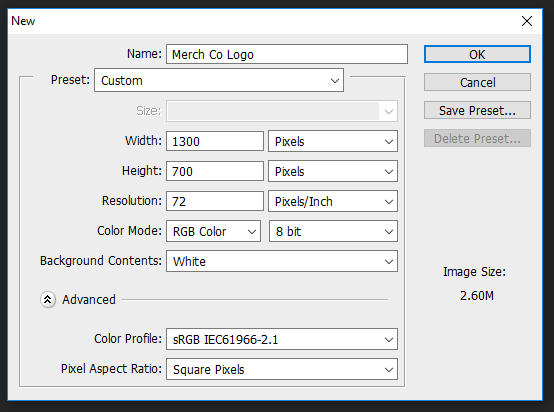 New
Name: Merch Co Logo
OK
Preset: Custom
Cancel
Size:
Save Preset...
Width: 1300 Pixels
Delete Preset...
Height: 700 Pixels
Resolution: 72 Pixels/Inch
Color Mode: RGB Color 8 bit
Background Contents: White
Image Size:
2.60M
Advanced
Color Profile: sRGB IEC61966-2.1
Pixel Aspect Ratio: Square Pixels